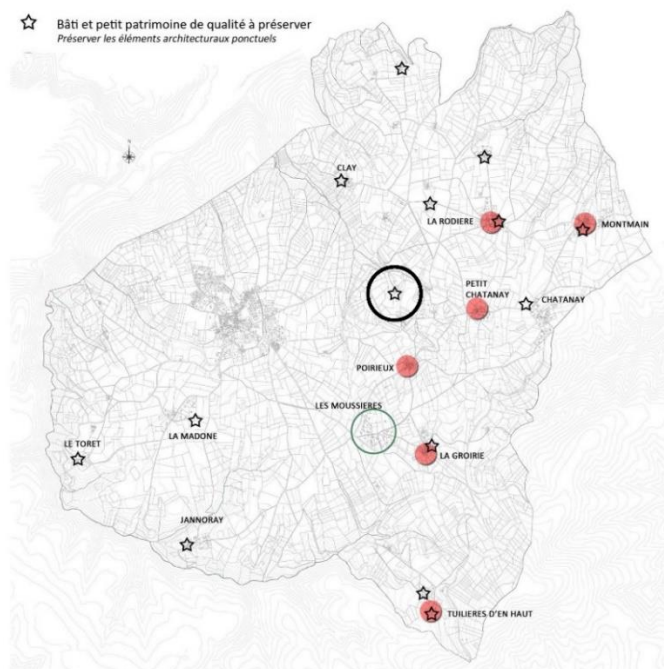 Bâti et petit patrimoine de qualité à préserver
Préserver les éléments architecturaux ponctuels
CLAY
LA RODIERE
MONTMAIN
PETIT
CHATANAY
CHATANAY
POIRIEUX
LES MOUSSIERES
LA MADONE
LE TORET
LA GROIRIE
JANNORAY
TUILIERES D'EN HAUT